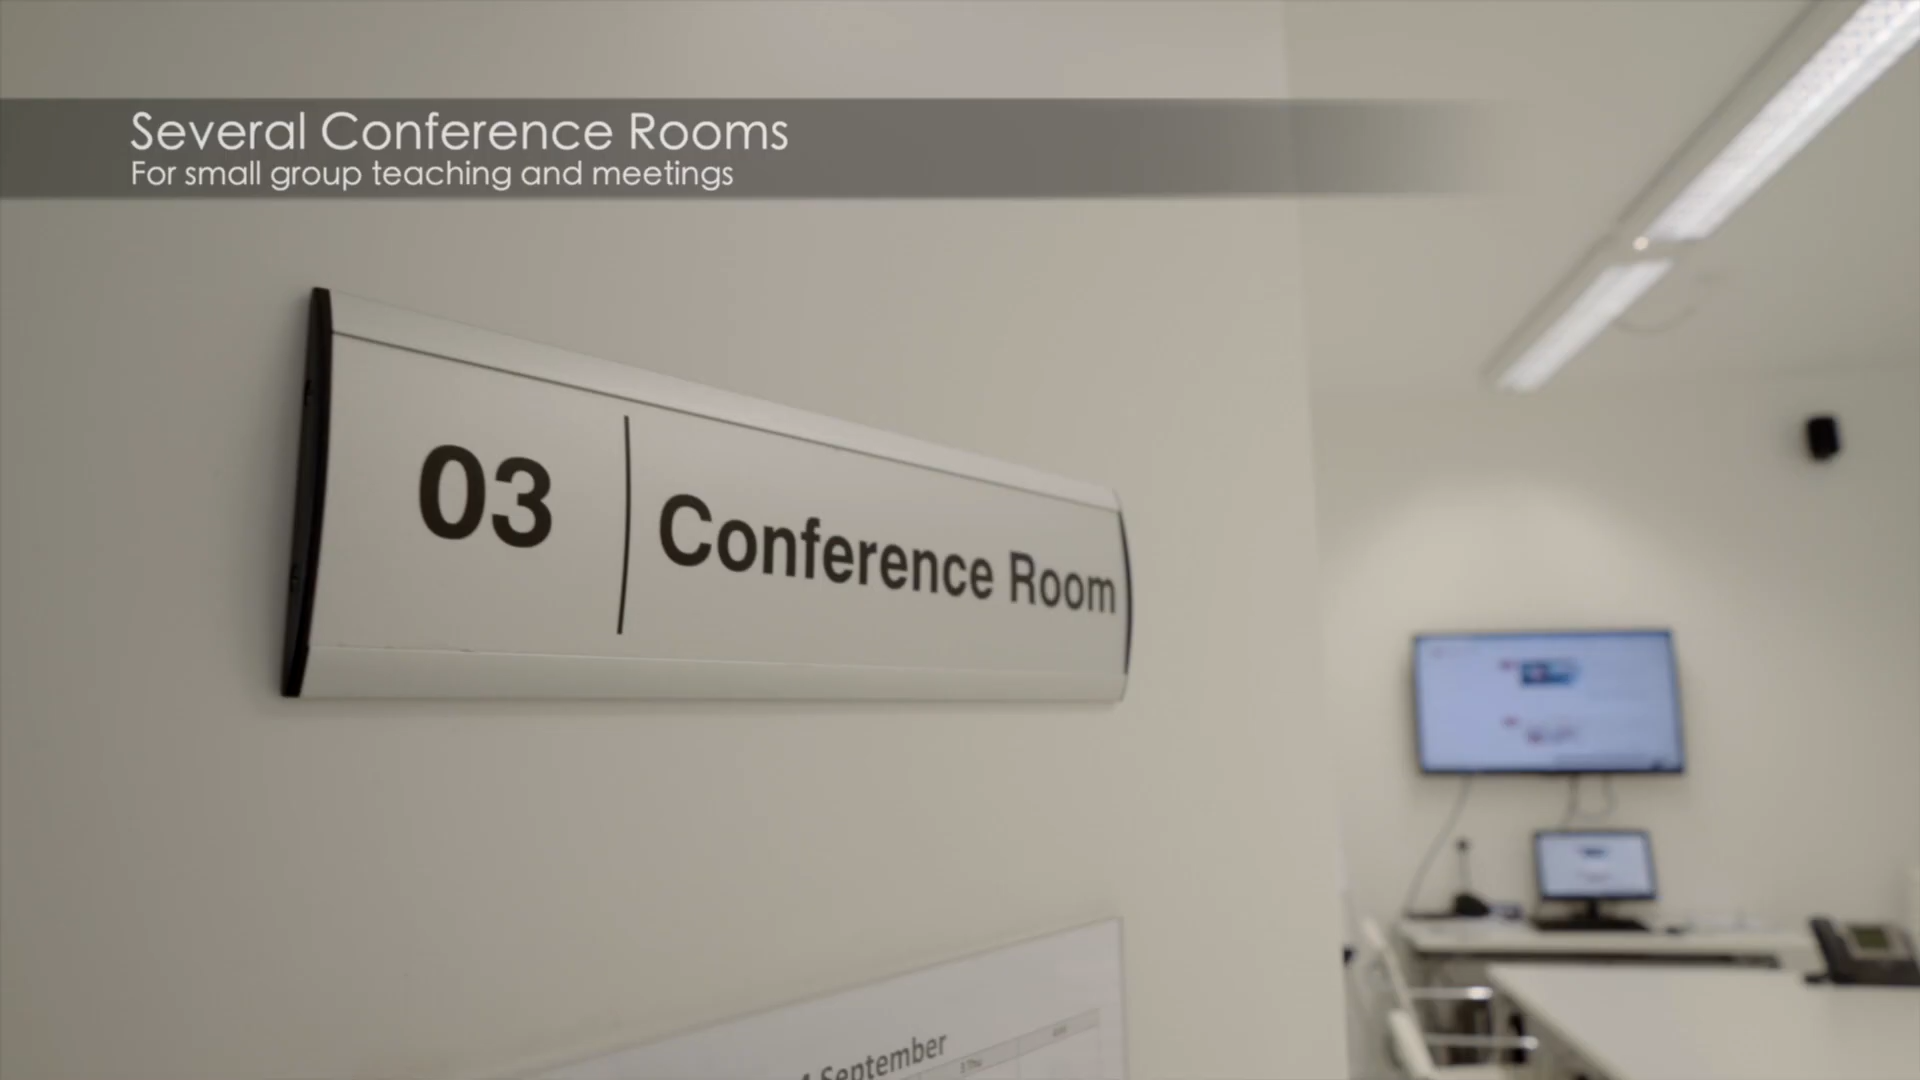 Several Conference Rooms
For small group teaching and meetings
03 Conference Room
September